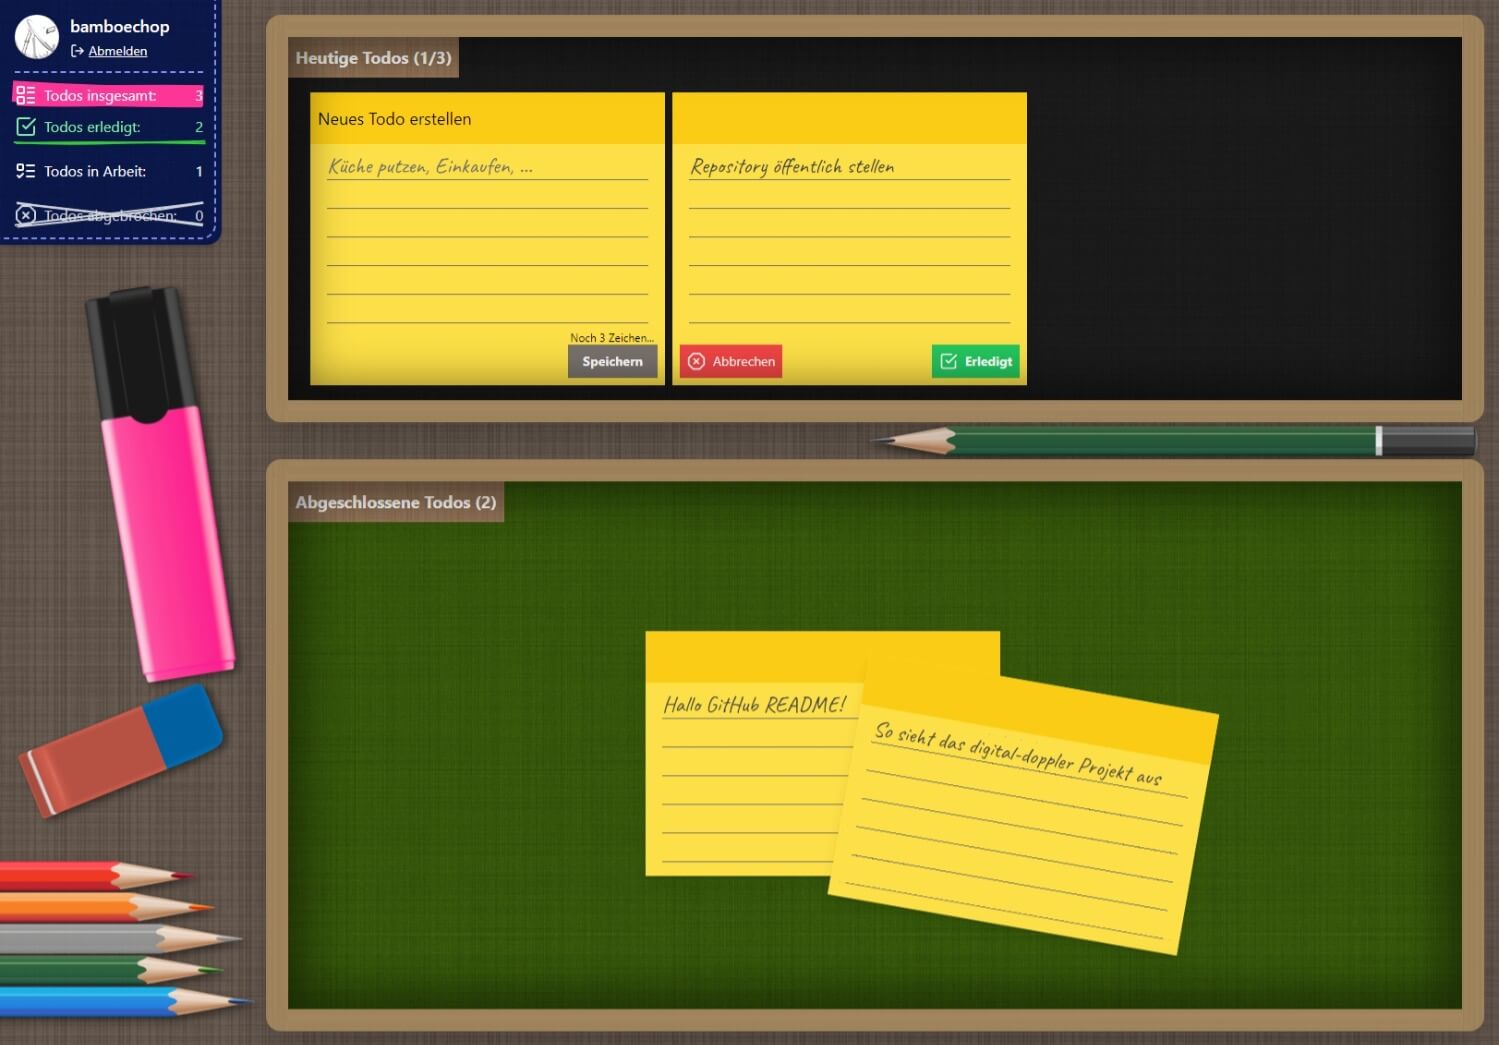 bamboechop
Abmelden
Todos insgesamt: 3
Todos erledigt: 2
Todos in Arbeit: 1
Todos abgebrochen: 0
Heutige Todos (1/3)
Neues Todo erstellen
Küche putzen, Einkaufen, ...
Noch 3 Zeichen...
Speichern
Repository öffentlich stellen
Abbrechen
Erledigt
Abgeschlossene Todos (2)
Hallo GitHub README!
So sieht das digital-doppler Projekt aus